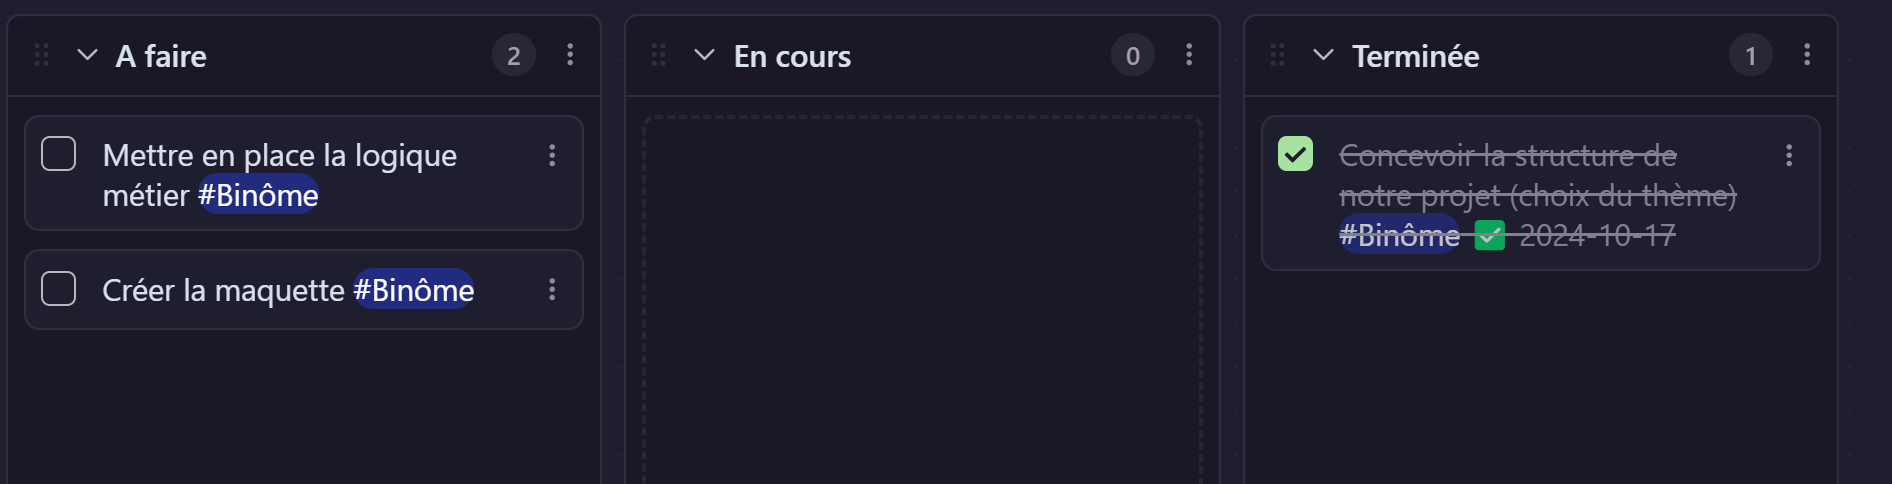 A faire
2
Mettre en place la logique
métier #Binôme
Créer la maquette #Binôme
En cours
0
Terminée
1
Concevoir la structure de
notre projet (choix du thème)
#Binôme ✅ 2024-10-17